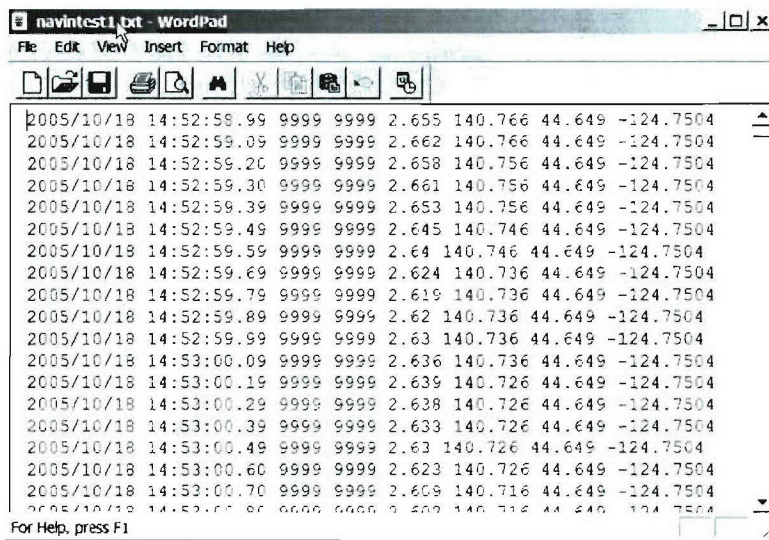 navintest1.txt - WordPad
File Edit View Insert Format Help
2005/10/18 14:52:58.99 9999 9999 2.655 140.766 44.649 -124.7504
2005/10/18 14:52:59.09 9999 9999 2.662 140.766 44.649 -124.7504
2005/10/18 14:52:59.20 9999 9999 2.658 140.756 44.649 -124.7504
2005/10/18 14:52:59.30 9999 9999 2.661 140.756 44.649 -124.7504
2005/10/18 14:52:59.39 9999 9999 2.653 140.756 44.649 -124.7504
2005/10/18 14:52:59.49 9999 9999 2.645 140.746 44.649 -124.7504
2005/10/18 14:52:59.59 9999 9999 2.64 140.746 44.649 -124.7504
2005/10/18 14:52:59.69 9999 9999 2.624 140.736 44.649 -124.7504
2005/10/18 14:52:59.79 9999 9999 2.619 140.736 44.649 -124.7504
2005/10/18 14:52:59.89 9999 9999 2.62 140.736 44.649 -124.7504
2005/10/18 14:52:59.99 9999 9999 2.63 140.736 44.649 -124.7504
2005/10/18 14:53:00.09 9999 9999 2.636 140.736 44.649 -124.7504
2005/10/18 14:53:00.19 9999 9999 2.639 140.726 44.649 -124.7504
2005/10/18 14:53:00.29 9999 9999 2.638 140.726 44.649 -124.7504
2005/10/18 14:53:00.39 9999 9999 2.633 140.726 44.649 -124.7504
2005/10/18 14:53:00.49 9999 9999 2.63 140.726 44.649 -124.7504
2005/10/18 14:53:00.60 9999 9999 2.623 140.726 44.649 -124.7504
2005/10/18 14:53:00.70 9999 9999 2.609 140.716 44.649 -124.7504
For Help, press F1